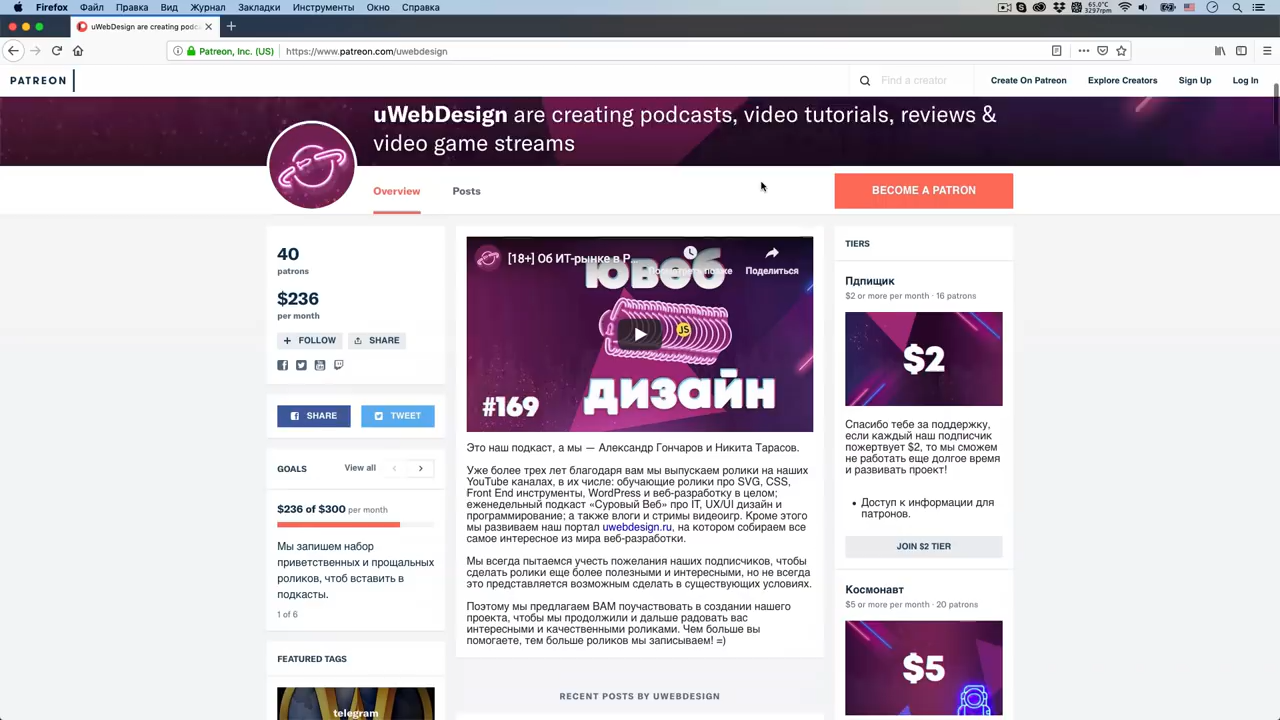 Firefox Файл Правка Вид Журнал Закладки Инструменты Окно Справка
65.0°C
3297rpm
uWebDesign are creating podc
Patreon, Inc. (US) https://www.patreon.com/uwebdesign
PATREON
Find a creator
Create On Patreon Explore Creators Sign Up Log In
uWebDesign are creating podcasts, video tutorials, reviews &
video game streams
Overview Posts
BECOME A PATRON
40
patrons
$236
per month
+ FOLLOW SHARE
SHARE TWEET
GOALS View all
$236 of $300 per month
Мы запишем набор
приветственных и прощальных
роликов, чтоб вставить в
подкасты.
1 of 6
FEATURED TAGS
telegram
[18+] Об ИТ-рынке в Р...
Посмотреть позже Поделиться
ювеб
JS
дизайн
#169
Это наш подкаст, а мы — Александр Гончаров и Никита Тарасов.
Уже более трех лет благодаря вам мы выпускаем ролики на наших
YouTube каналах, в их числе: обучающие ролики про SVG, CSS,
Front End инструменты, WordPress и веб-разработку в целом;
еженедельный подкаст «Суровый Веб» про IT, UX/UI дизайн и
программирование; а также влоги и стримы видеоигр. Кроме этого
мы развиваем наш портал uwebdesign.ru, на котором собираем все
самое интересное из мира веб-разработки.
Мы всегда пытаемся учесть пожелания наших подписчиков, чтобы
сделать ролики еще более полезными и интересными, но не всегда
это представляется возможным сделать в существующих условиях.
Поэтому мы предлагаем ВАМ поучаствовать в создании нашего
проекта, чтобы мы продолжили и дальше радовать вас
интересными и качественными роликами. Чем больше вы
помогаете, тем больше роликов мы записываем! =)
RECENT POSTS BY UWEBDESIGN
TIERS
Пдпищик
$2 or more per month · 16 patrons
$2
Спасибо тебе за поддержку,
если каждый наш подписчик
пожертвует $2, то мы сможем
не работать еще долгое время
и развивать проект!
• Доступ к информации для
патронов.
JOIN $2 TIER
Космонавт
$5 or more per month · 20 patrons
$5